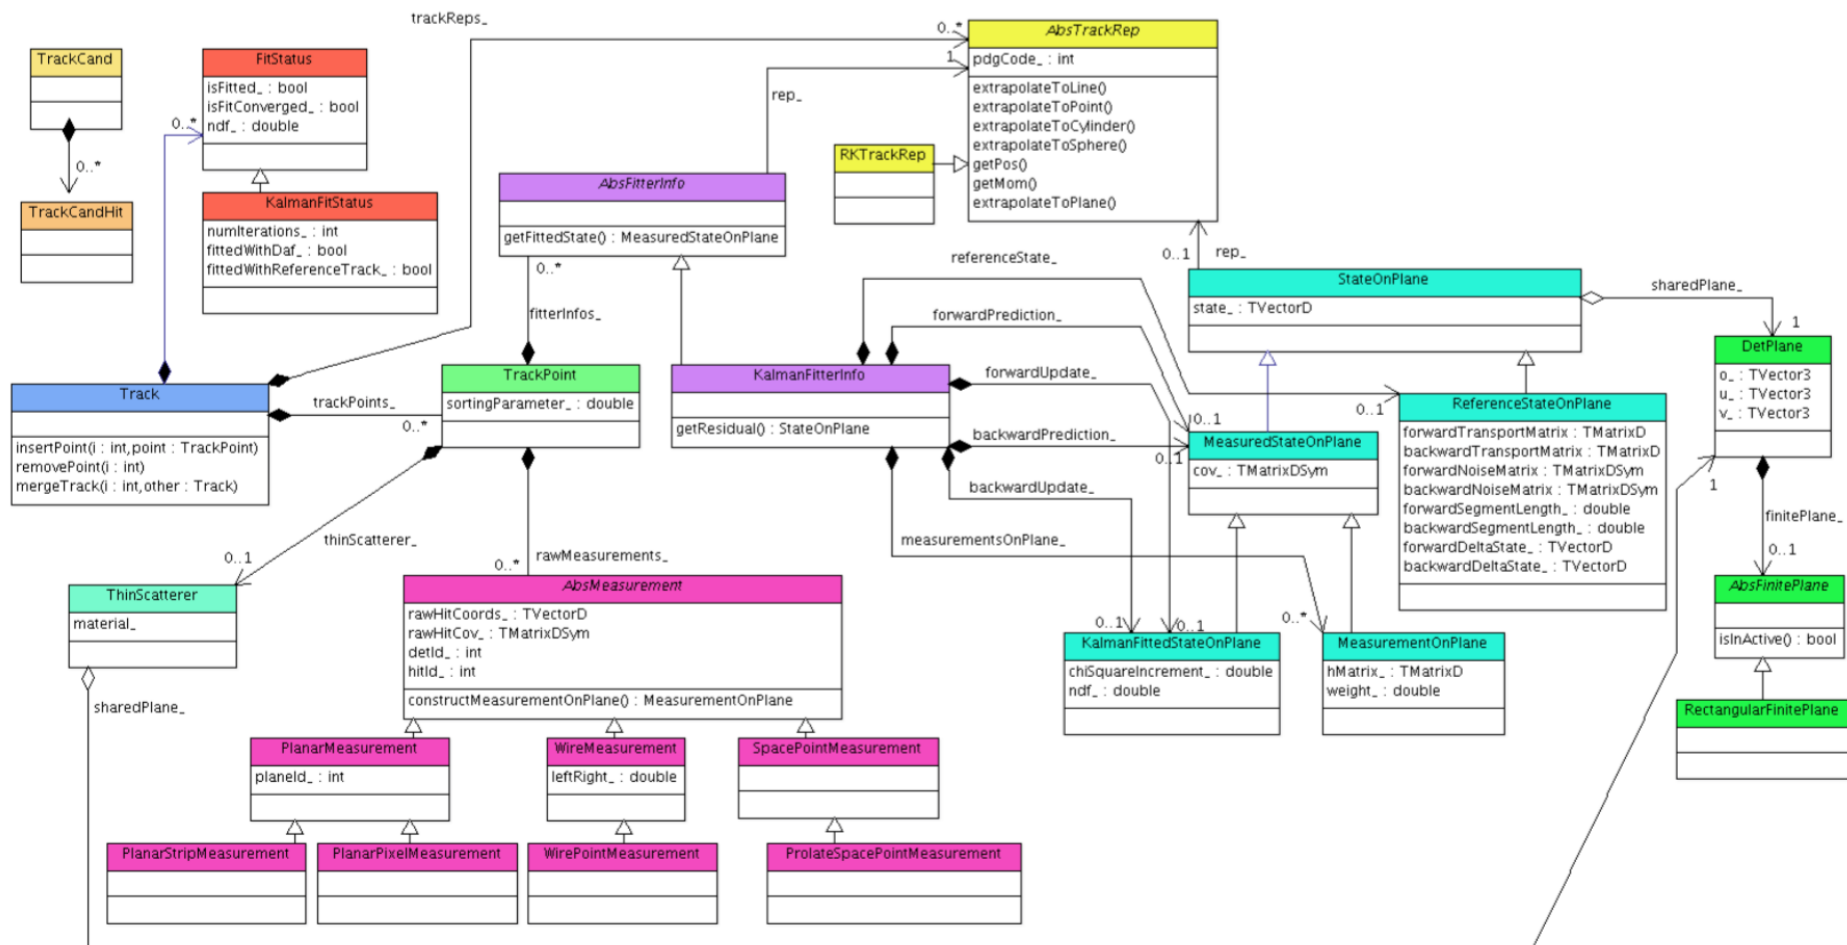 trackReps_
0..*
AbsTrackRep
pdgCode_ : int
extrapolateToLine()
extrapolateToPoint()
extrapolateToCylinder()
extrapolateToSphere()
getPos()
getMom()
extrapolateToPlane()
1
rep_
TrackCand
0..*
TrackCandHit
FitStatus
isFitted_ : bool
isFitConverged_ : bool
ndf_ : double
0..*
KalmanFitStatus
numIterations_ : int
fittedWithDaf_ : bool
fittedWithReferenceTrack_ : bool
RKTrackRep
AbsFitterInfo
getFittedState() : MeasuredStateOnPlane
0..*
fitterInfos_
referenceState_
forwardPrediction_
0..1
rep_
StateOnPlane
state_ : TVectorD
sharedPlane_
1
DetPlane
o_ : TVector3
u_ : TVector3
v_ : TVector3
1
finitePlane_
0..1
AbsFinitePlane
isInActive() : bool
RectangularFinitePlane
Track
insertPoint(i : int,point : TrackPoint)
removePoint(i : int)
mergeTrack(i : int,other : Track)
trackPoints_
0..*
TrackPoint
sortingParameter_ : double
KalmanFitterInfo
getResidual() : StateOnPlane
forwardUpdate_
backwardPrediction_
backwardUpdate_
measurementsOnPlane_
0..1
0..1
0..1
MeasuredStateOnPlane
cov_ : TMatrixDSym
ReferenceStateOnPlane
forwardTransportMatrix : TMatrixD
backwardTransportMatrix : TMatrixD
forwardNoiseMatrix : TMatrixDSym
backwardNoiseMatrix : TMatrixDSym
forwardSegmentLength_ : double
backwardSegmentLength_ : double
forwardDeltaState_ : TVectorD
backwardDeltaState_ : TVectorD
thinScatterer_
0..1
ThinScatterer
material_
sharedPlane_
rawMeasurements_
0..*
AbsMeasurement
rawHitCoords_ : TVectorD
rawHitCov_ : TMatrixDSym
detId_ : int
hitId_ : int
constructMeasurementOnPlane() : MeasurementOnPlane
0..1
0..1
0..*
KalmanFittedStateOnPlane
chiSquareIncrement_ : double
ndf_ : double
MeasurementOnPlane
hMatrix_ : TMatrixD
weight_ : double
PlanarMeasurement
planeId_ : int
WireMeasurement
leftRight_ : double
SpacePointMeasurement
PlanarStripMeasurement
PlanarPixelMeasurement
WirePointMeasurement
ProlateSpacePointMeasurement